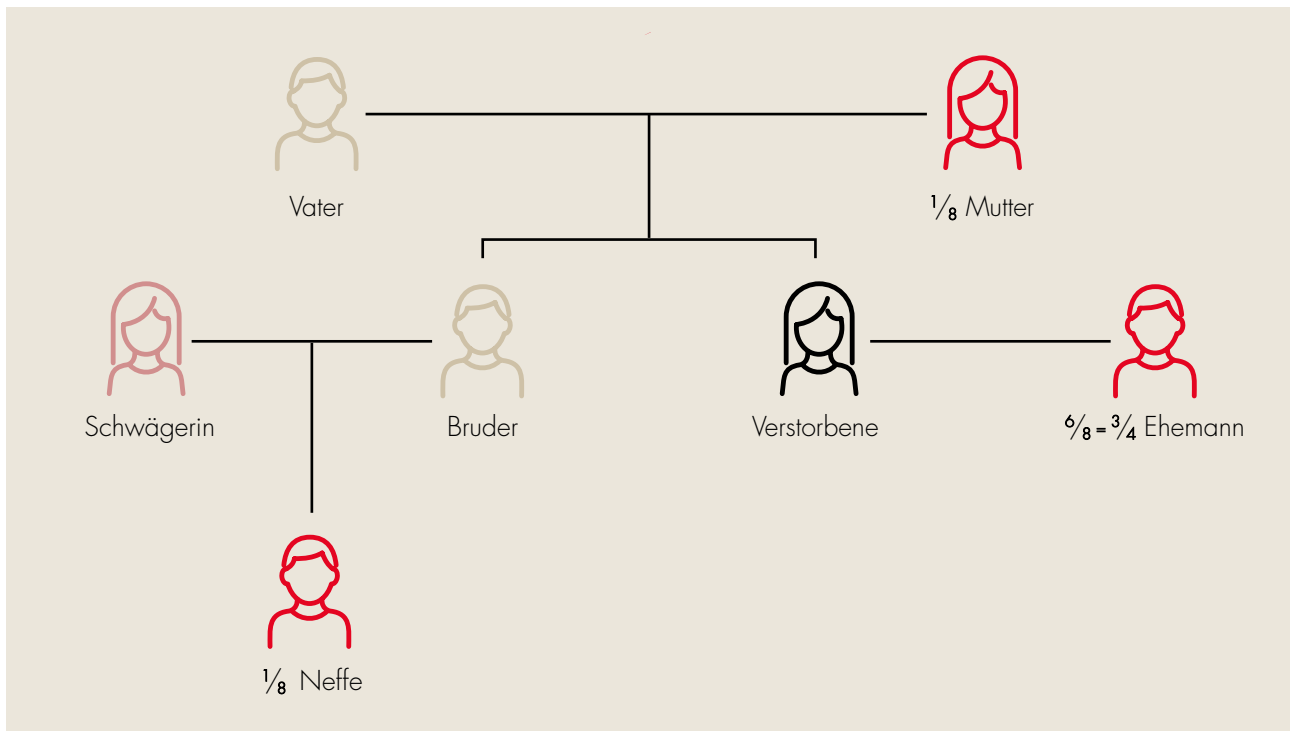 Vater
1/8 Mutter
Schwägerin
Bruder
Verstorbene
6/8 = 3/4 Ehemann
1/8 Neffe